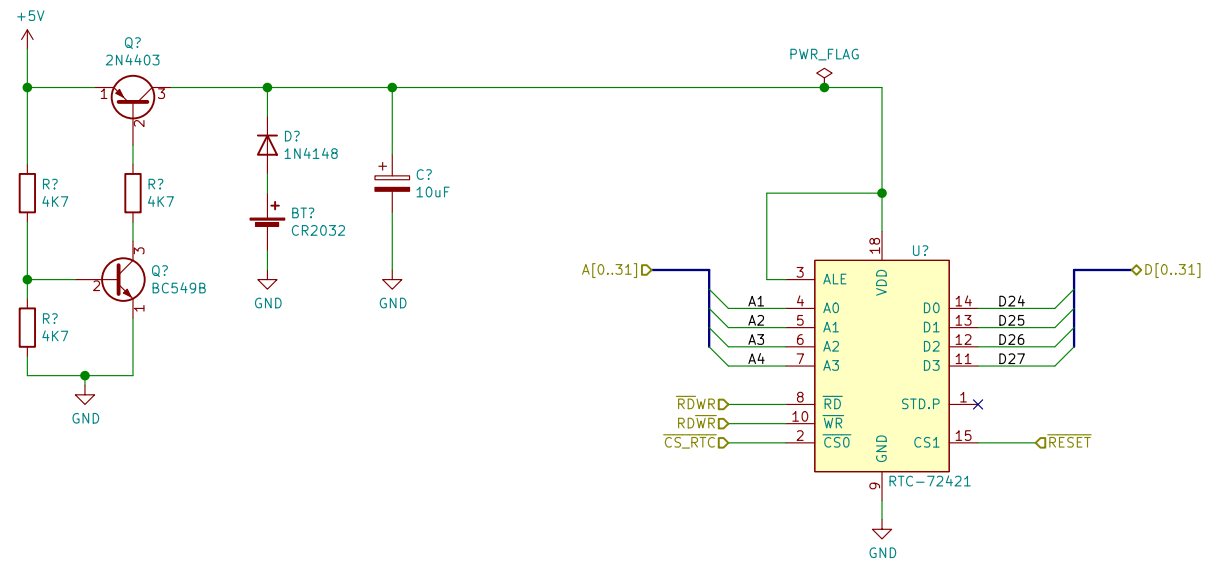 +5V
Q?
2N4403
1
3
2
PWR_FLAG
R?
4K7
R?
4K7
D?
1N4148
+
BT?
CR2032
+
C?
10uF
GND
GND
3
Q?
BC549B
2
1
R?
4K7
GND
A[0..31]
D[0..31]
U?
18
VDD
3
ALE
A1
4
A0
D0
14
D24
A2
5
A1
D1
13
D25
A3
6
A2
D2
12
D26
A4
7
A3
D3
11
D27
RDWR
8
RD
STD.P
1
RDWR
10
WR
CS_RTC
2
CS0
CS1
15
RESET
GND
9
RTC-72421
GND